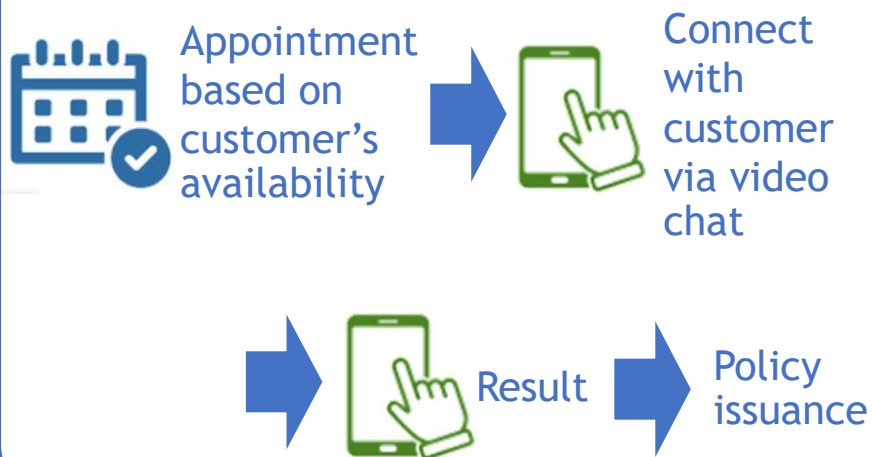 Appointment
based on
customer’s
availability
Connect
with
customer
via video
chat
Result
Policy
issuance